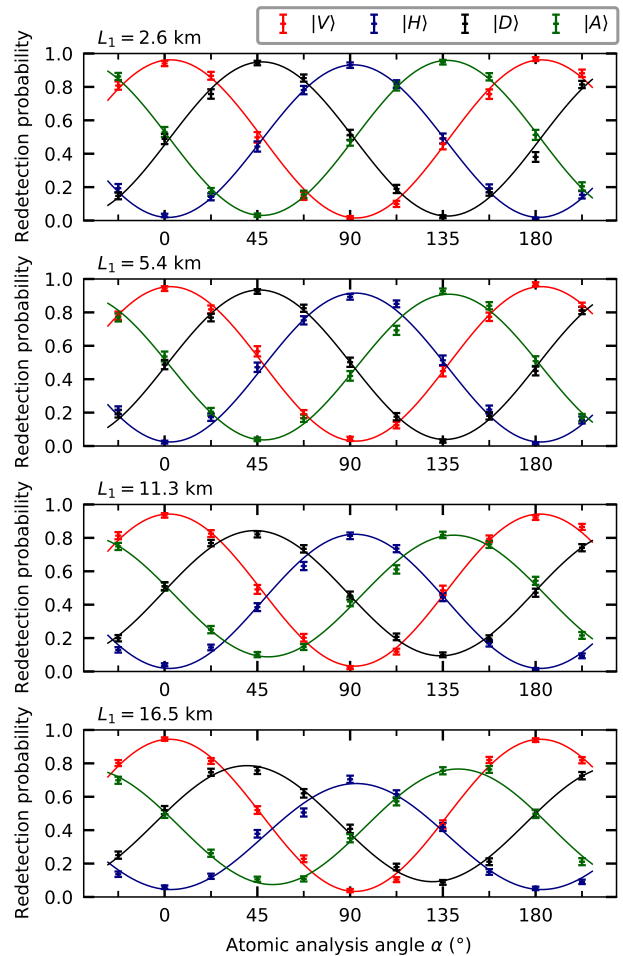 |V⟩ |H⟩ |D⟩ |A⟩
L₁ = 2.6 km
Redetection probability
1.0
0.8
0.6
0.4
0.2
0.0
0 45 90 135 180
L₁ = 5.4 km
Redetection probability
1.0
0.8
0.6
0.4
0.2
0.0
0 45 90 135 180
L₁ = 11.3 km
Redetection probability
1.0
0.8
0.6
0.4
0.2
0.0
0 45 90 135 180
L₁ = 16.5 km
Redetection probability
1.0
0.8
0.6
0.4
0.2
0.0
0 45 90 135 180
Atomic analysis angle α (°)